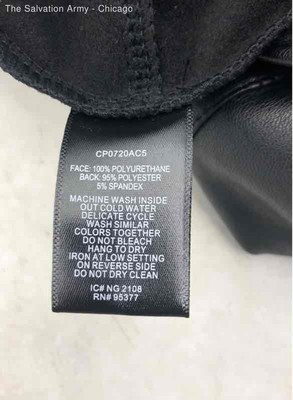 The Salvation Army - Chicago
CP0720AC5
FACE: 100% POLYURETHANE
BACK: 95% POLYESTER
5% SPANDEX
MACHINE WASH INSIDE
OUT COLD WATER
DELICATE CYCLE
WASH SIMILAR
COLORS TOGETHER
DO NOT BLEACH
HANG TO DRY
IRON AT LOW SETTING
ON REVERSE SIDE
DO NOT DRY CLEAN
IC# NG 2108
RN# 95377